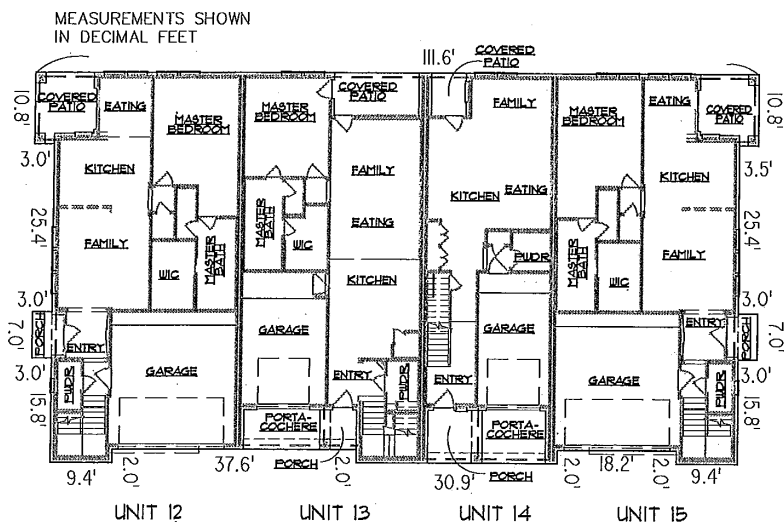 MEASUREMENTS SHOWN
IN DECIMAL FEET
111.6'
COVERED
PATIO
10.8'
COVERED
PATIO
EATING
MASTER
BEDROOM
MASTER
BEDROOM
COVERED
PATIO
FAMILY
MASTER
BEDROOM
EATING
COVERED
PATIO
10.8'
3.0'
KITCHEN
FAMILY
KITCHEN
EATING
KITCHEN
3.5'
25.4'
FAMILY
WIC
MASTER
BATH
MASTER
BATH
WIC
EATING
KITCHEN
PWDR
MASTER
BATH
WIC
FAMILY
25.4'
3.0'
3.0'
7.0'
PORCH
ENTRY
GARAGE
GARAGE
ENTRY
PWDR
GARAGE
ENTRY
GARAGE
ENTRY
PORCH
7.0'
3.0'
PWDR
PWDR
3.0'
15.8'
PORTA-
COCHERE
PORTA-
COCHERE
15.8'
9.4'
2.0'
37.6'
PORCH
2.0'
30.9'
PORCH
2.0'
18.2'
2.0'
9.4'
UNIT 12
UNIT 13
UNIT 14
UNIT 15